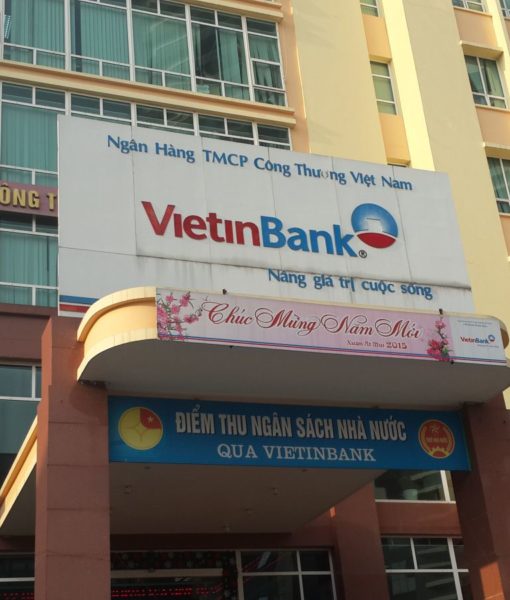 Ngân Hàng TMCP Công Thương Việt Nam
ÔNG T
VietinBank
®
Nâng giá trị cuộc sống
Chúc Mừng Năm Mới
Xuân Ất Mùi 2015
VietinBank
ĐIỂM THU NGÂN SÁCH NHÀ NƯỚC
QUA VIETINBANK